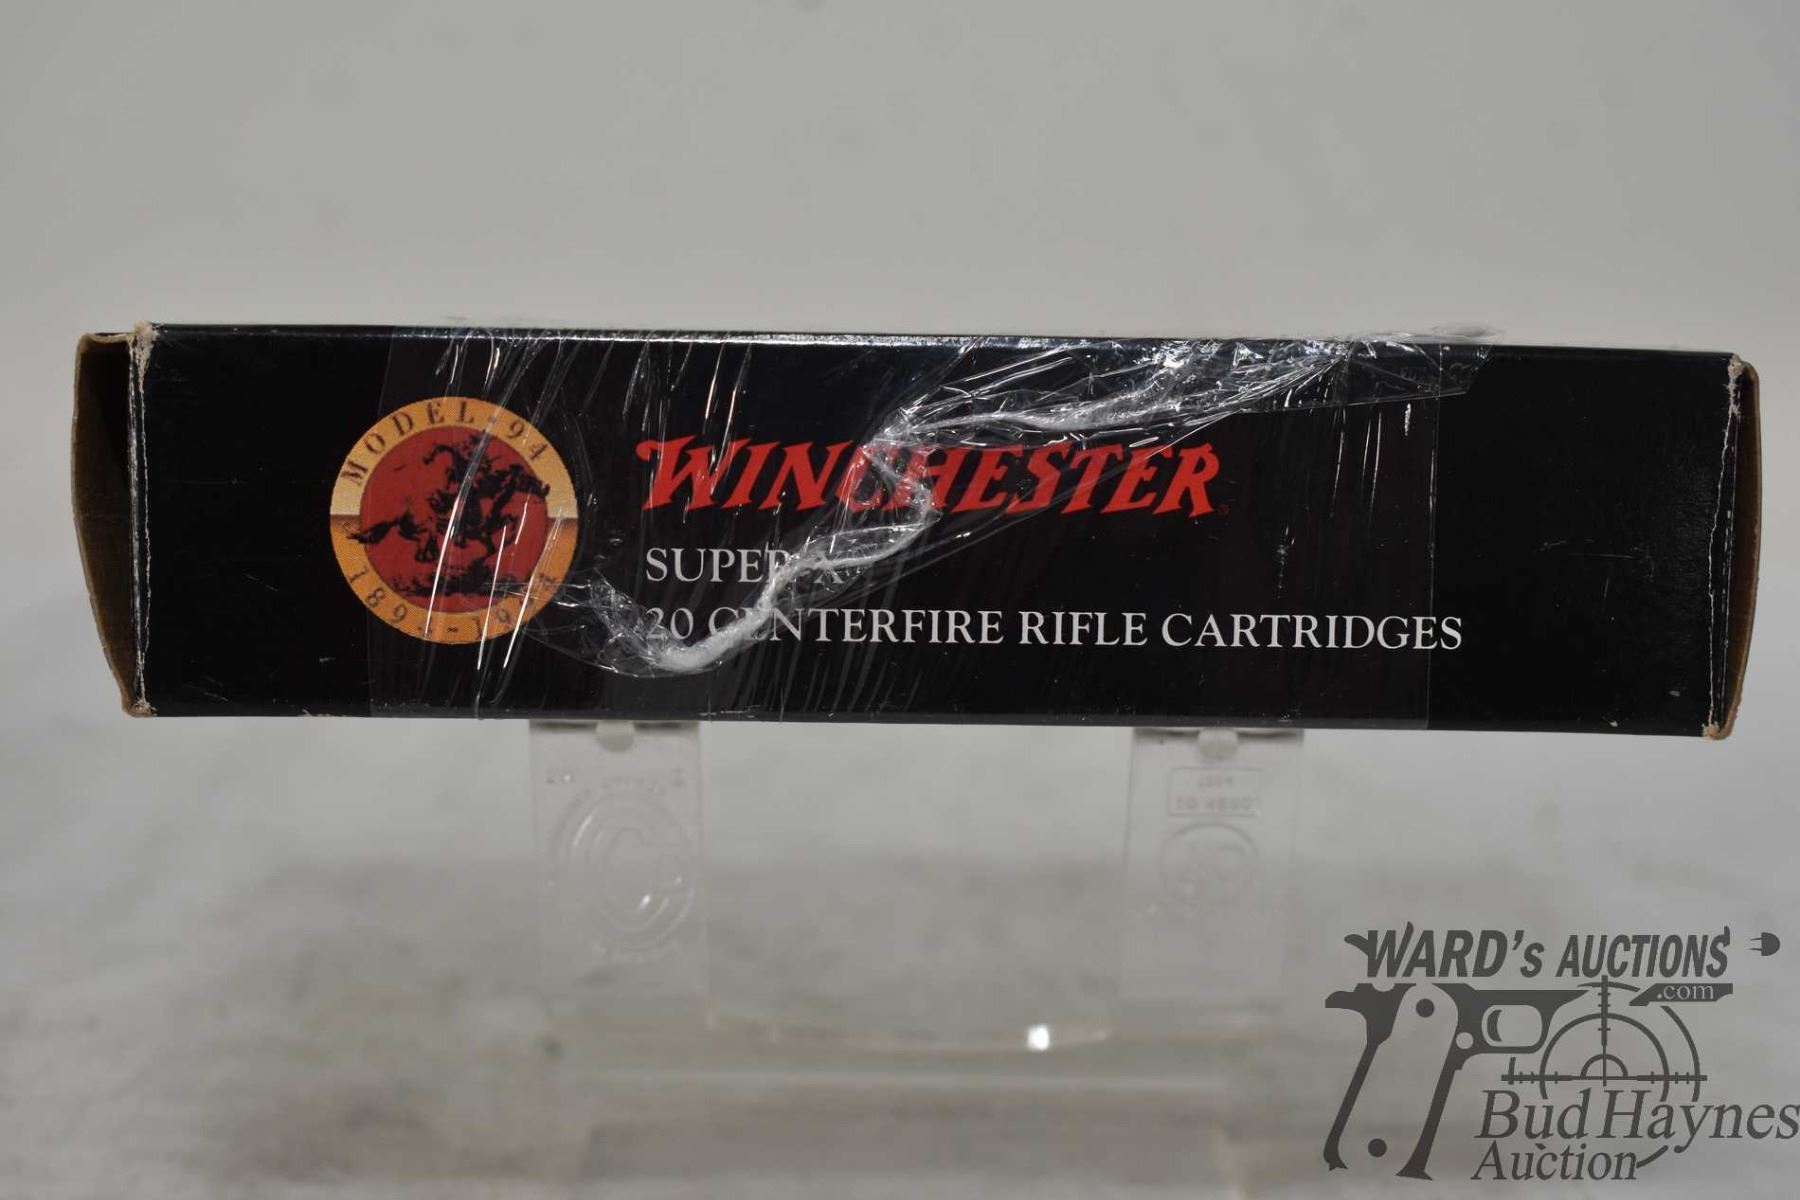 MODEL 94
WINCHESTER
SUPER-X
20 CENTERFIRE RIFLE CARTRIDGES
WARD's AUCTIONS
.com
Bud Haynes
Auction